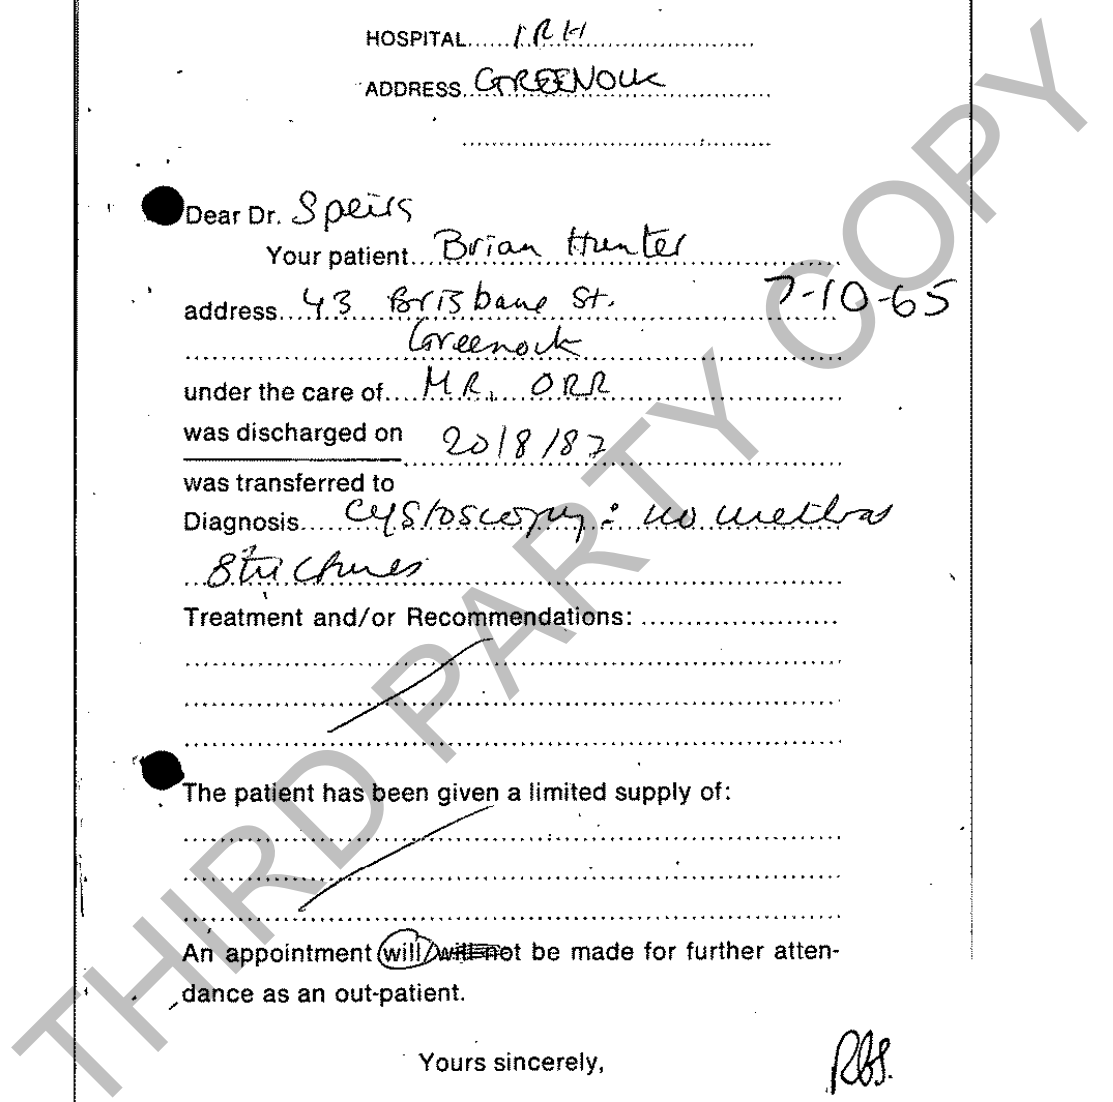 HOSPITAL IRH
ADDRESS GREENOCK
Dear Dr. Speirs
Your patient Brian Hunter
address 43 Brisbane St. 7-10-65
Greenock
under the care of MR. ORR
was discharged on 20/8/87
was transferred to
Diagnosis cystoscopy: no urethral
strictures
Treatment and/or Recommendations:
The patient has been given a limited supply of:
An appointment will/will not be made for further atten-
dance as an out-patient.
Yours sincerely,
THIRD PARTY COPY